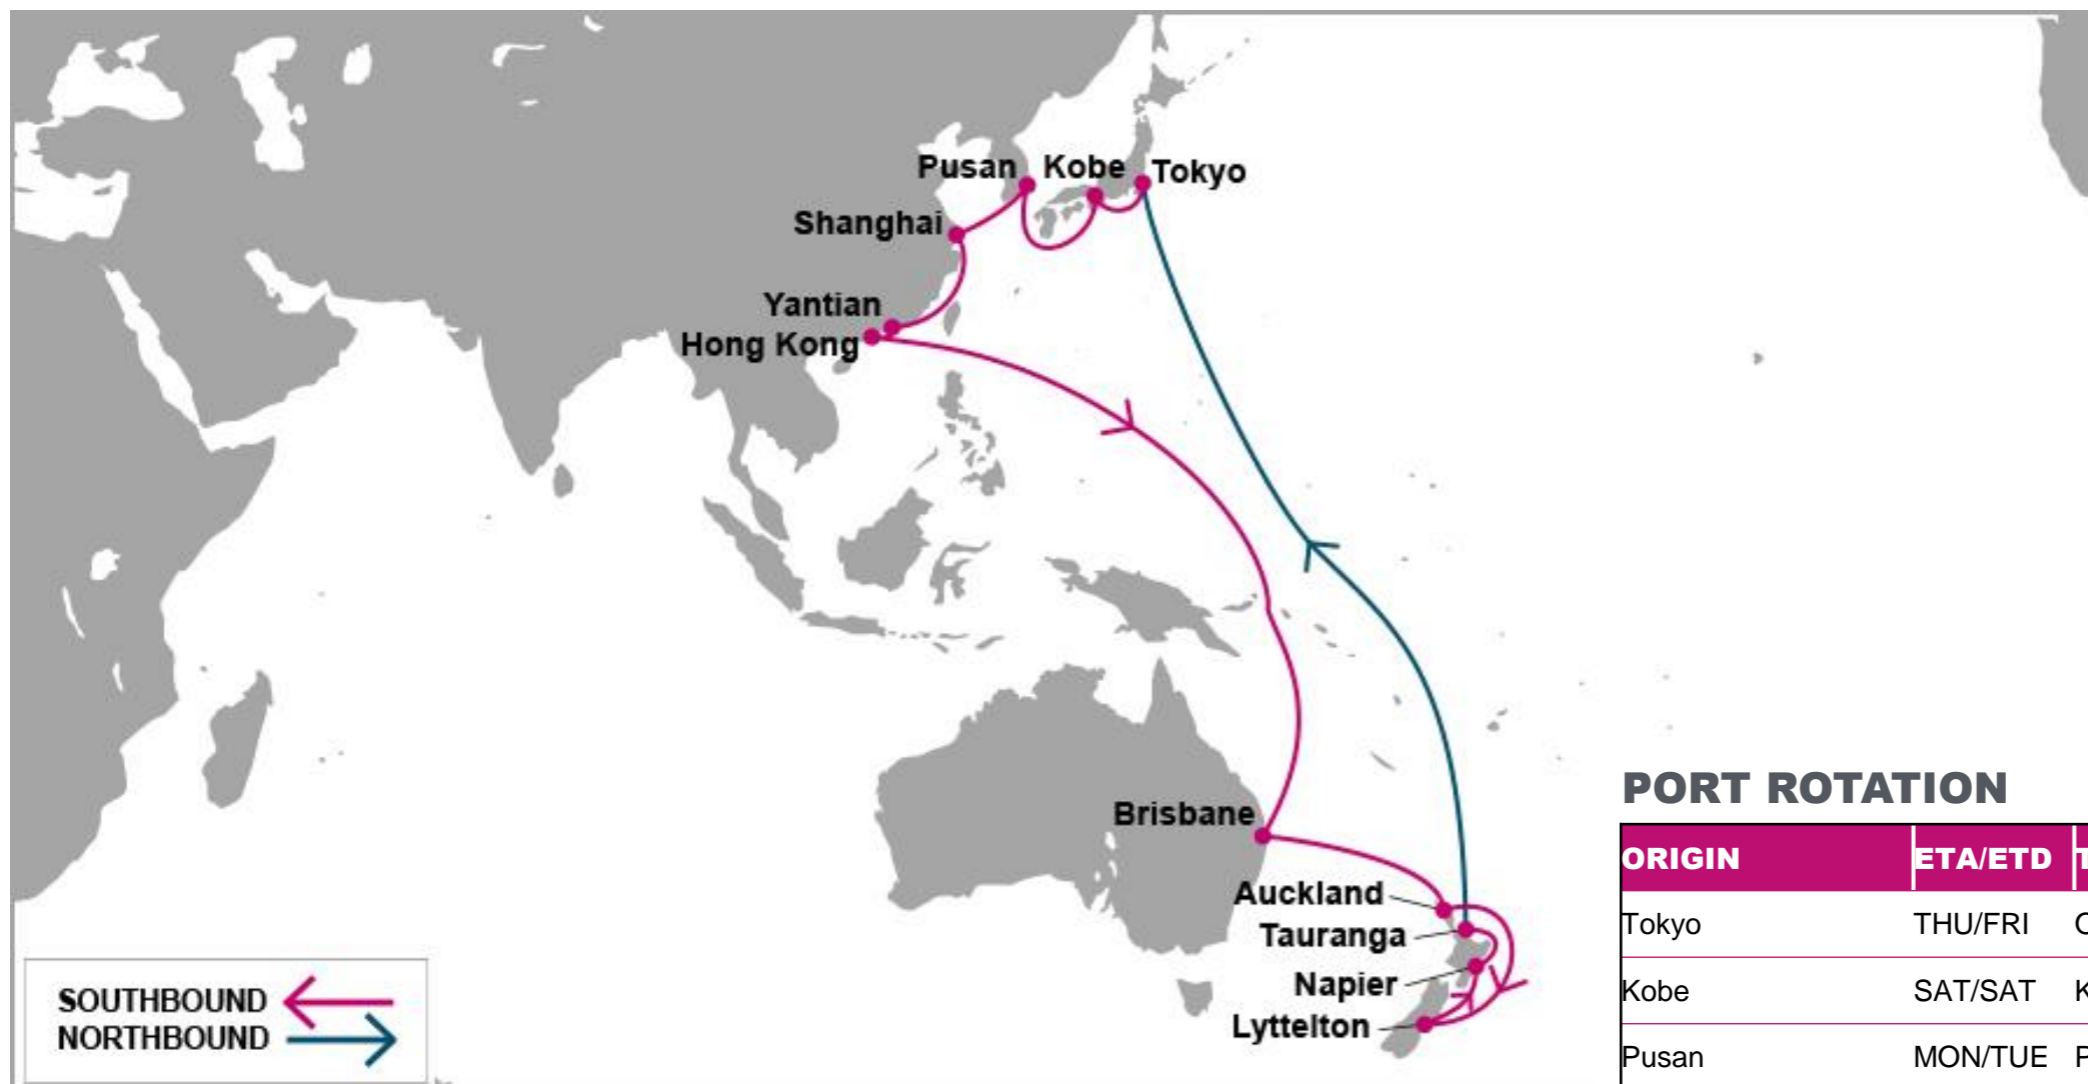 Pusan Kobe Tokyo
Shanghai
Yantian
Hong Kong
Brisbane
Auckland
Tauranga
Napier
Lyttelton
SOUTHBOUND
NORTHBOUND
PORT ROTATION
ORIGIN ETA/ETD
Tokyo THU/FRI
Kobe SAT/SAT
Pusan MON/TUE